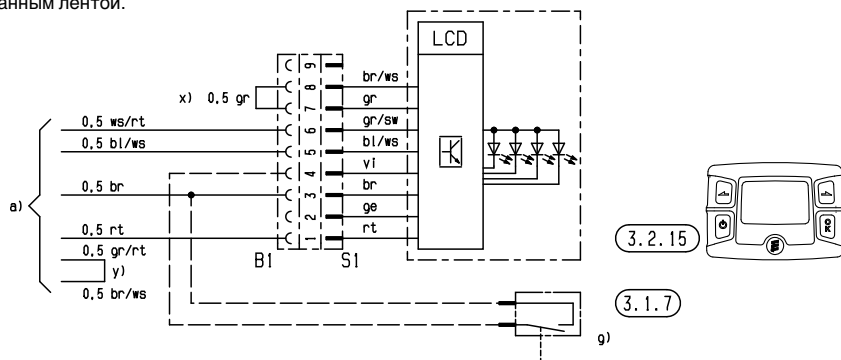 анным лентой.
LCD
x) 0,5 gr
a)
0,5 ws/rt
0,5 bl/ws
0,5 br
0,5 rt
0,5 gr/rt
y)
0,5 br/ws
9
8
7
6
5
4
3
2
1
B1
S1
br/ws
gr
gr/sw
bl/ws
vi
br
ge
rt
3.2.15
OK
3.1.7
g)